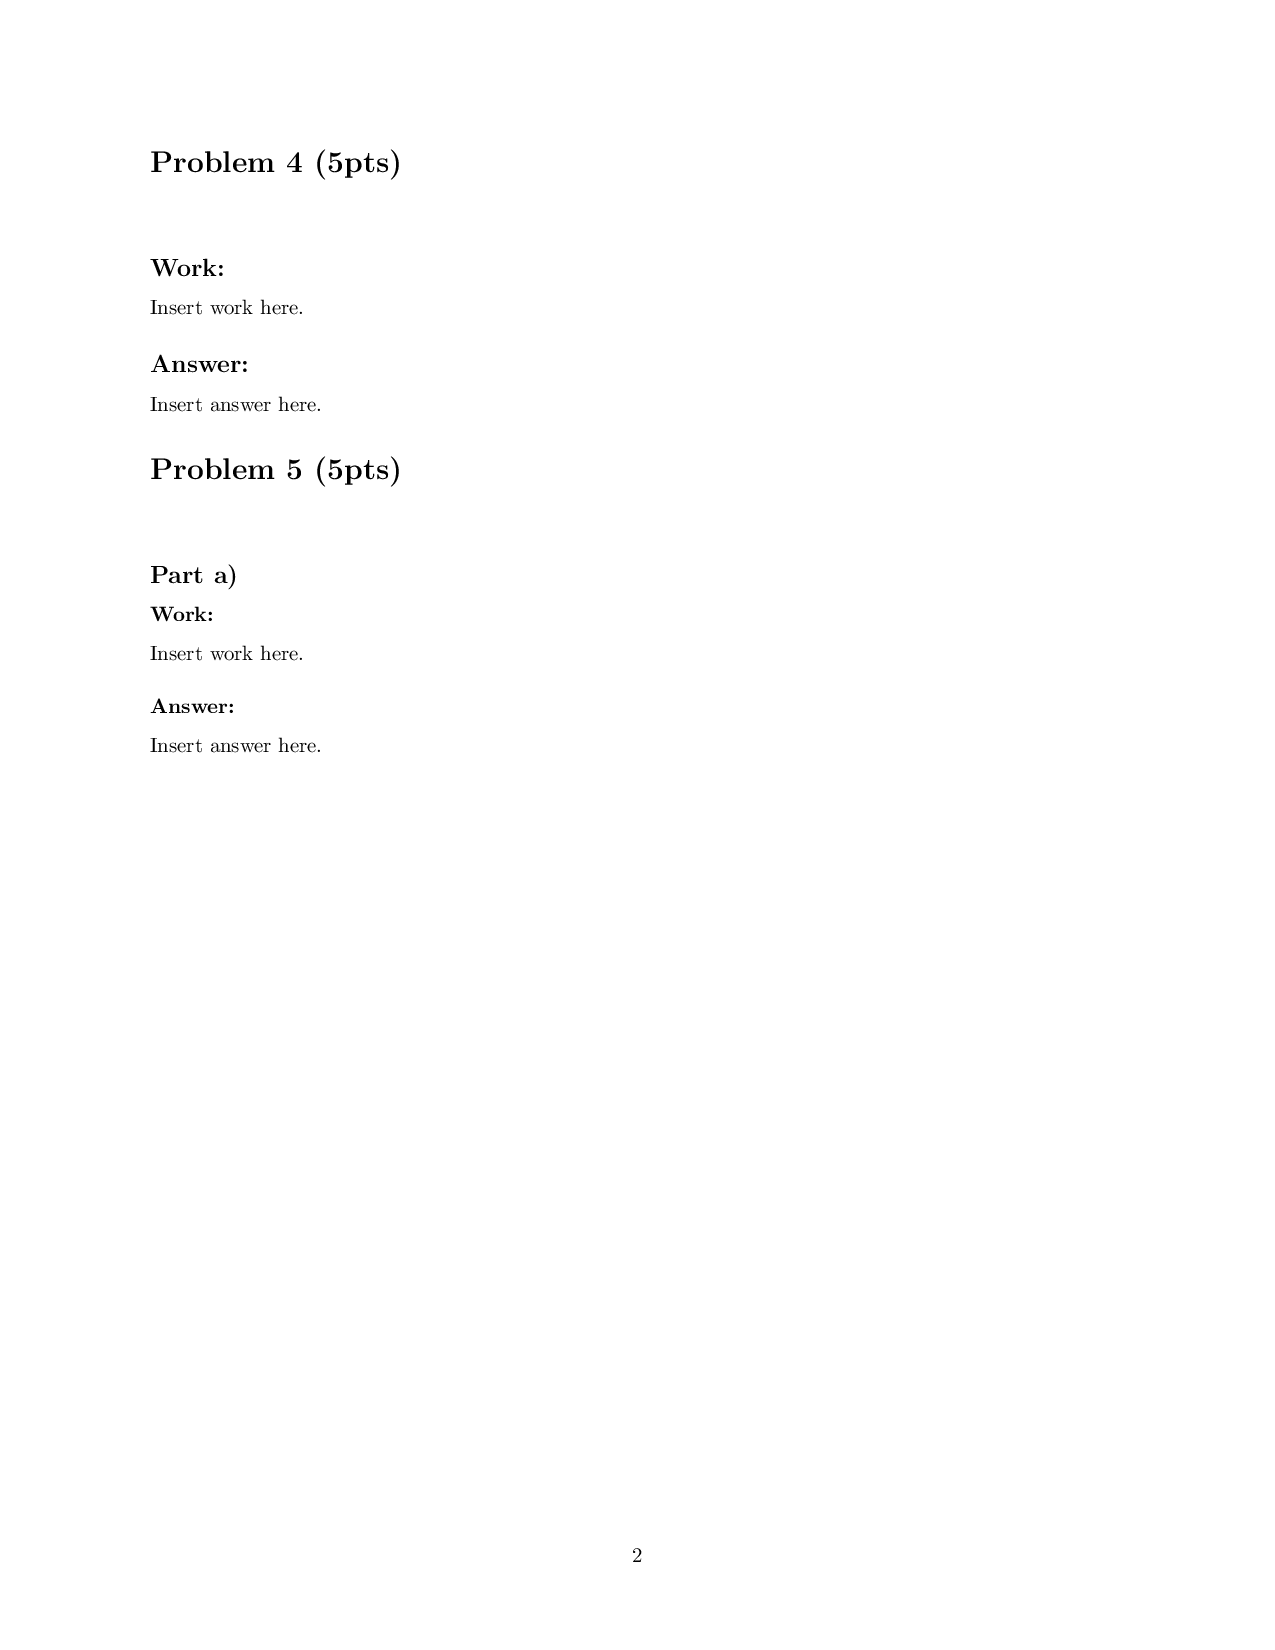 Problem 4 (5pts)
Work:
Insert work here.
Answer:
Insert answer here.
Problem 5 (5pts)
Part a)
Work:
Insert work here.
Answer:
Insert answer here.
2